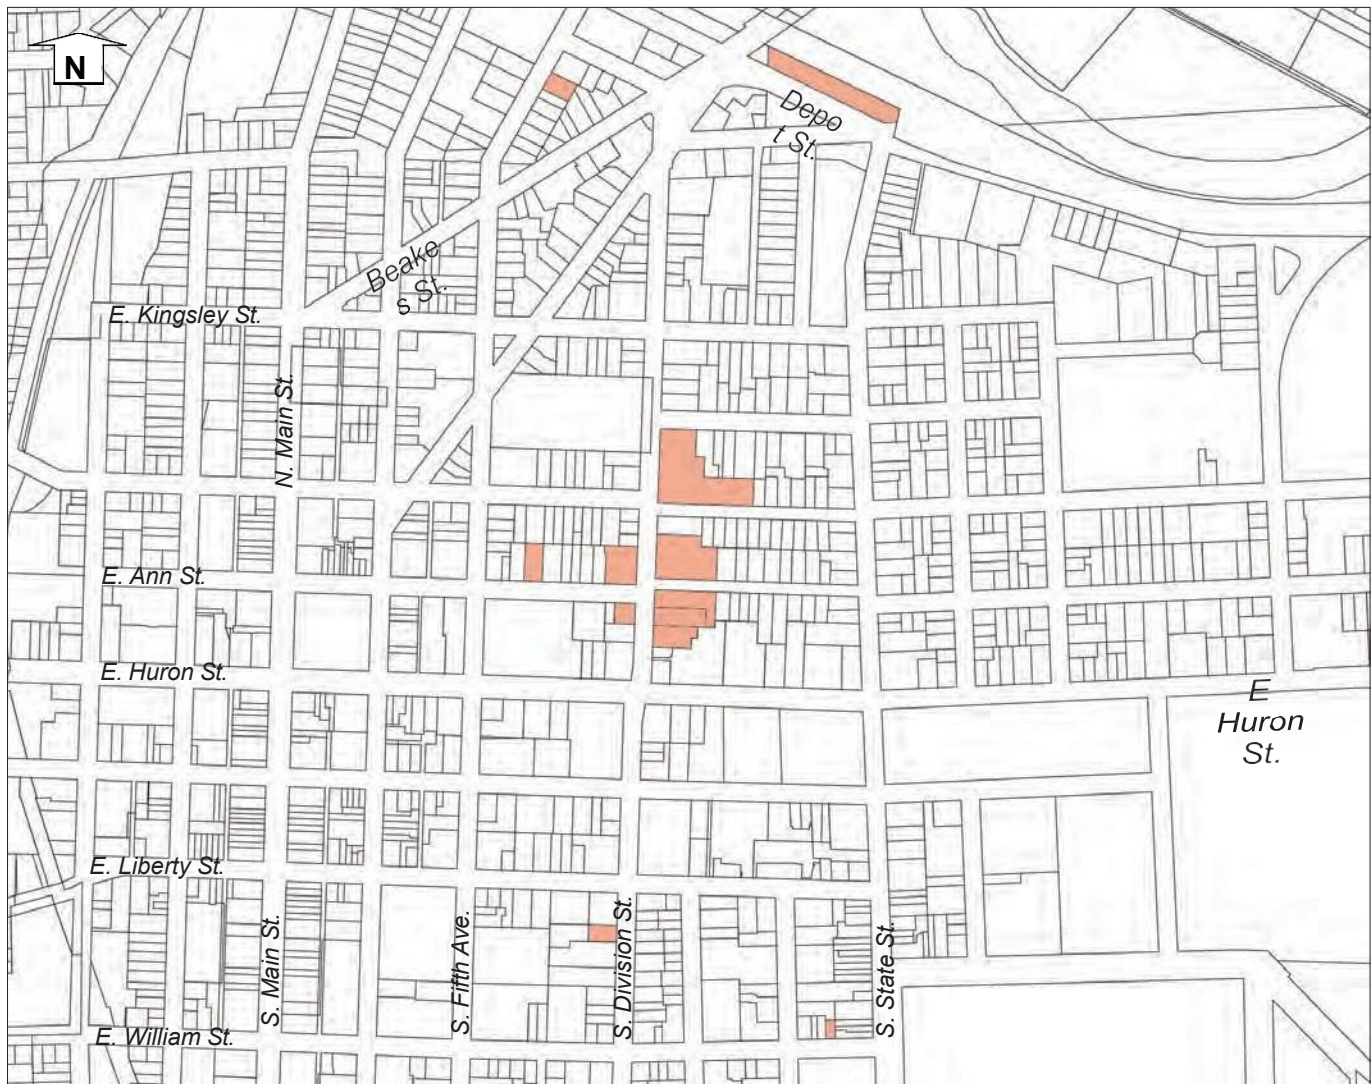 N
Depo
t St.
Beake
s St.
E. Kingsley St.
N. Main St.
E. Ann St.
E. Huron St.
E
Huron
St.
E. Liberty St.
S. Main St.
S. Fifth Ave.
S. Division St.
S. State St.
E. William St.